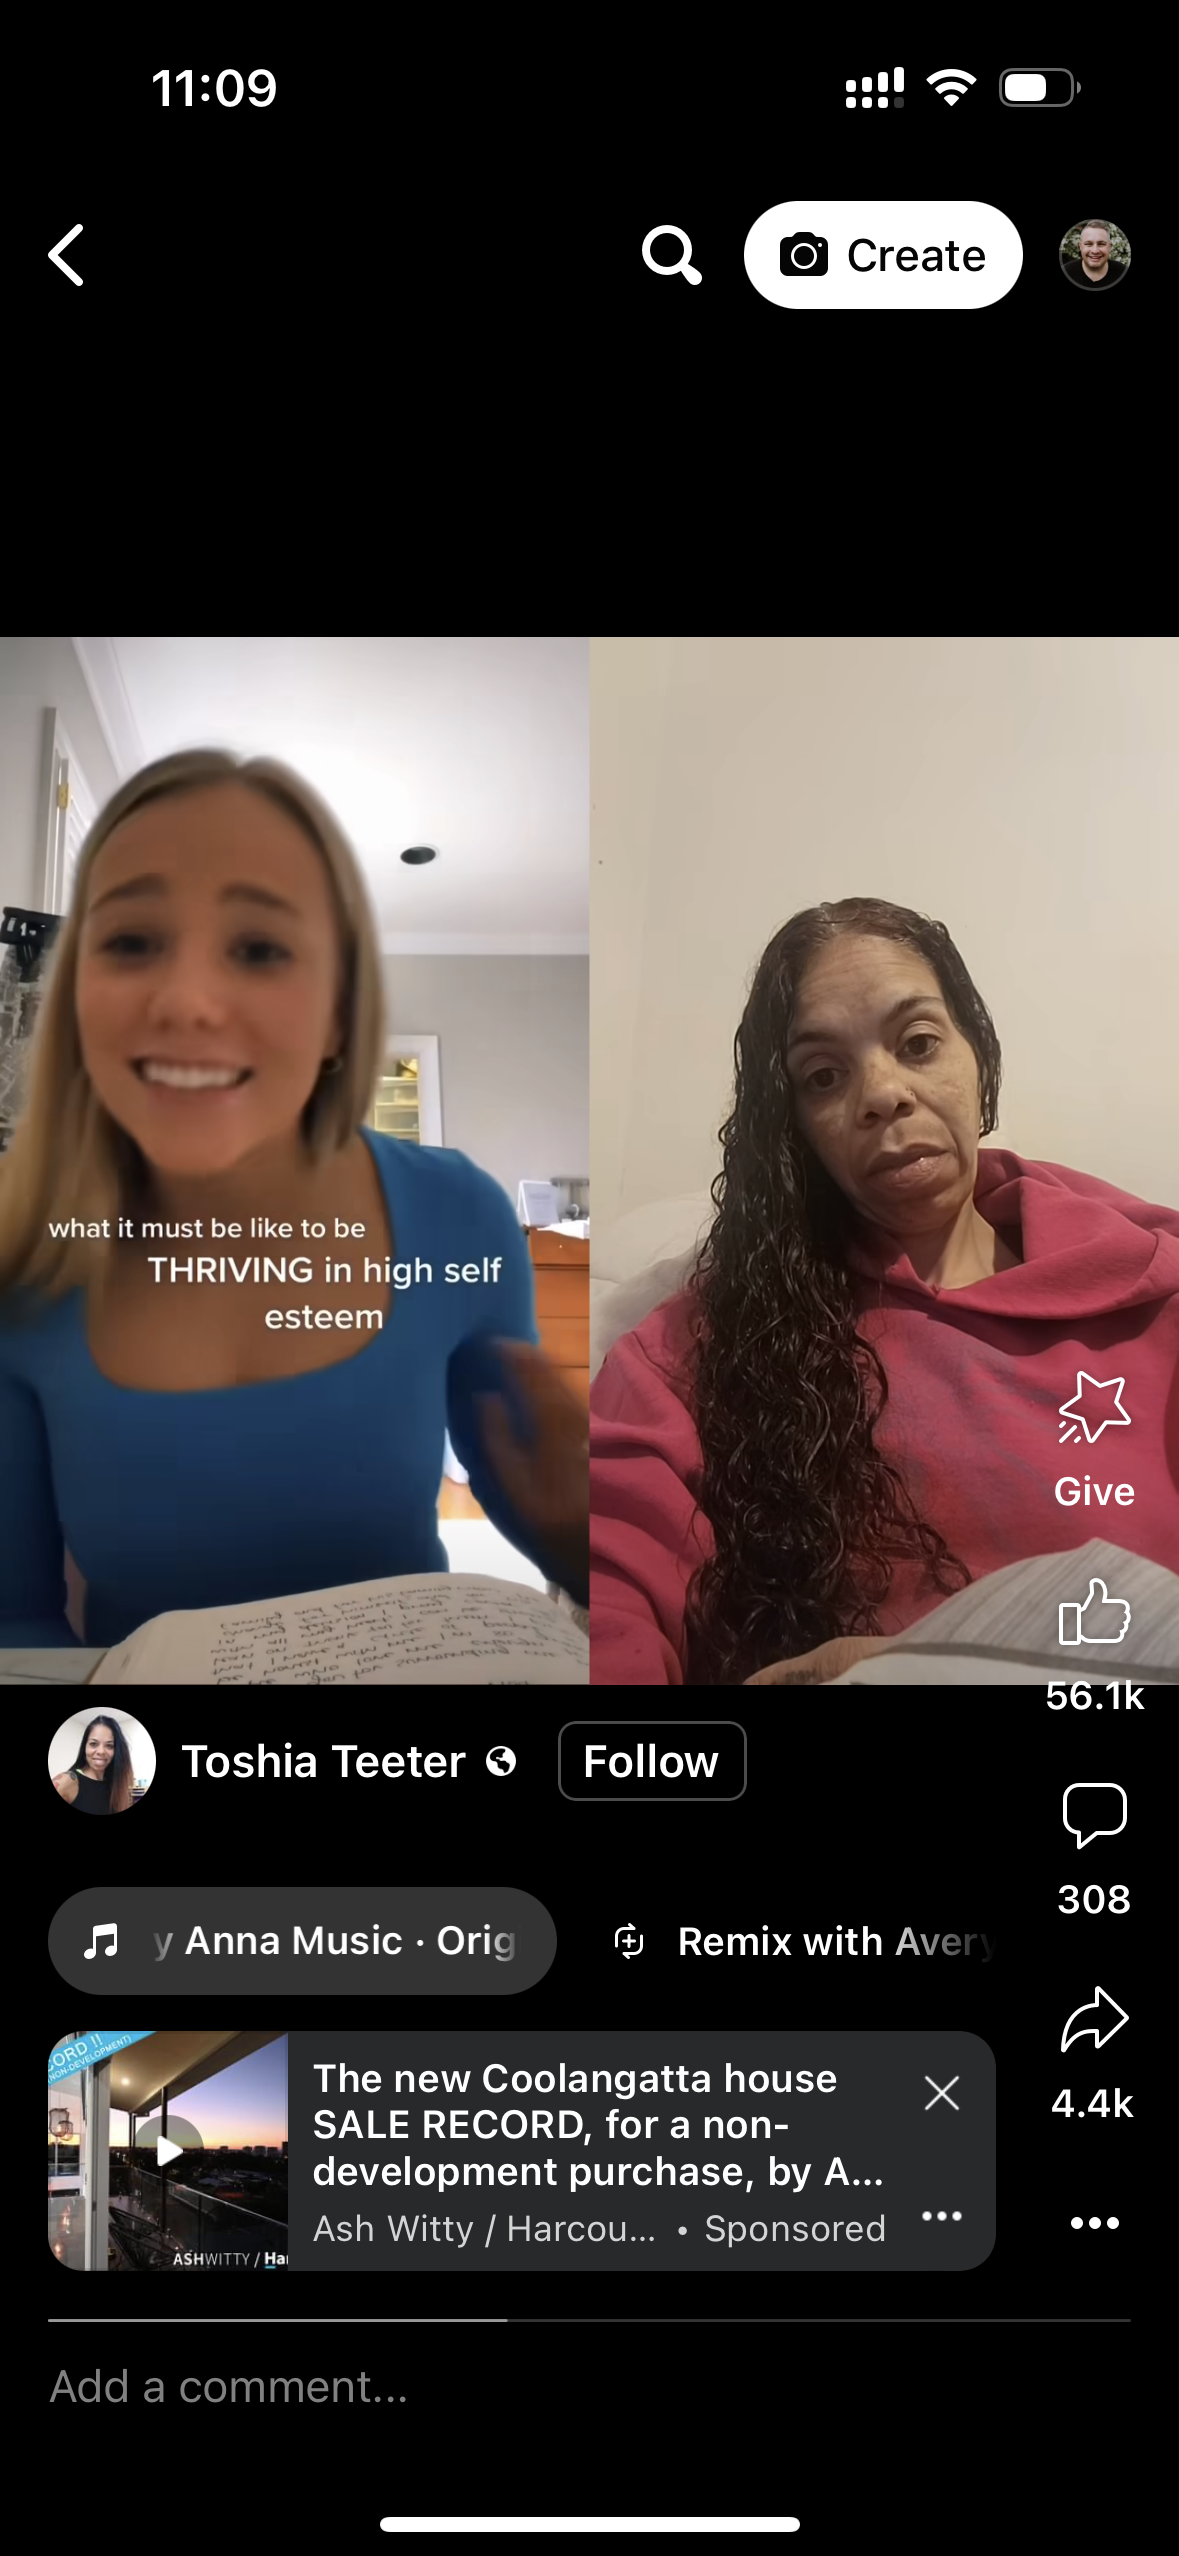 11:09
Create
what it must be like to be
THRIVING in high self
esteem
Give
56.1k
Toshia Teeter
Follow
308
y Anna Music · Orig
Remix with Avery
4.4k
ORD !!
NON-DEVELOPMENT)
The new Coolangatta house
SALE RECORD, for a non-
development purchase, by A...
Ash Witty / Harcou... • Sponsored
ASHWITTY / Har
Add a comment...